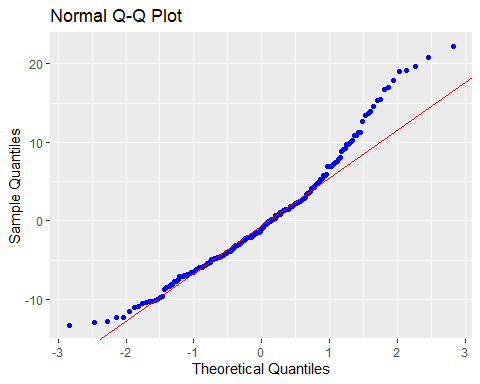 Normal Q-Q Plot
Sample Quantiles
20
10
0
-10
-3 -2 -1 0 1 2 3
Theoretical Quantiles